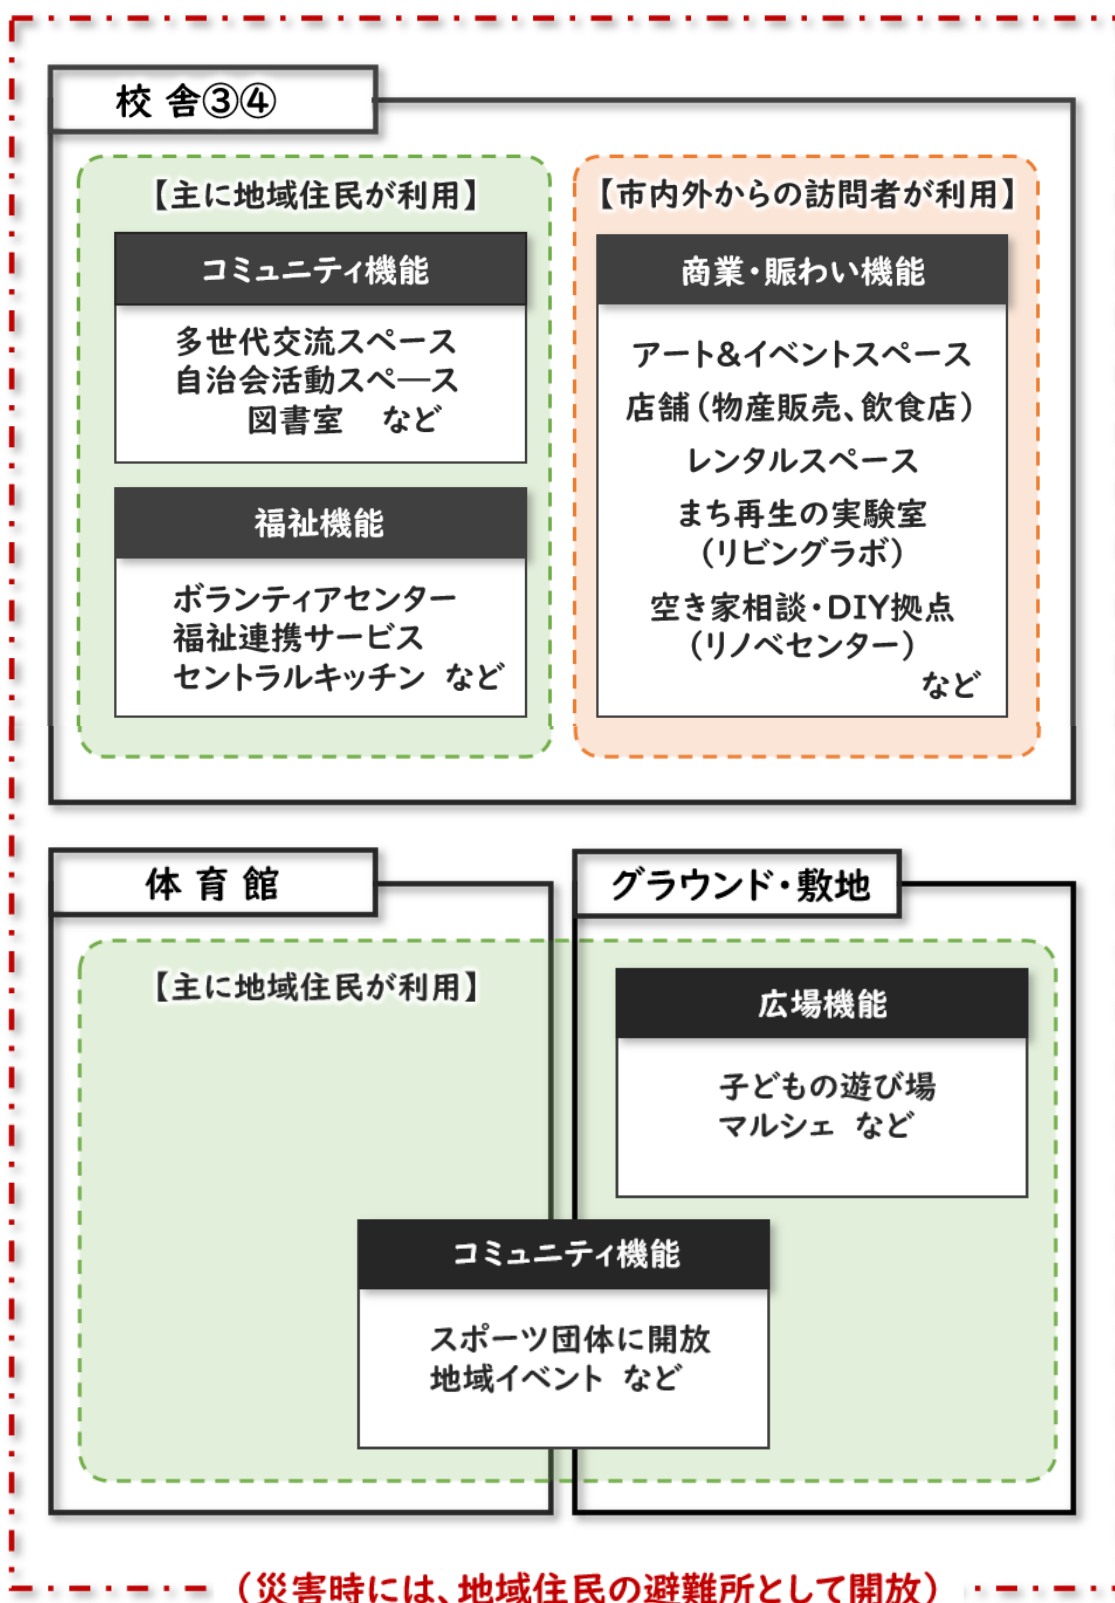 校舎③④
【主に地域住民が利用】
コミュニティ機能
多世代交流スペース
自治会活動スペ―ス
図書室 など
福祉機能
ボランティアセンター
福祉連携サービス
セントラルキッチン など
【市内外からの訪問者が利用】
商業・賑わい機能
アート&イベントスペース
店舗（物産販売、飲食店）
レンタルスペース
まち再生の実験室
（リビングラボ）
空き家相談・DIY拠点
（リノベセンター）
など
体育館
グラウンド・敷地
【主に地域住民が利用】
広場機能
子どもの遊び場
マルシェ など
コミュニティ機能
スポーツ団体に開放
地域イベント など
（災害時には、地域住民の避難所として開放）